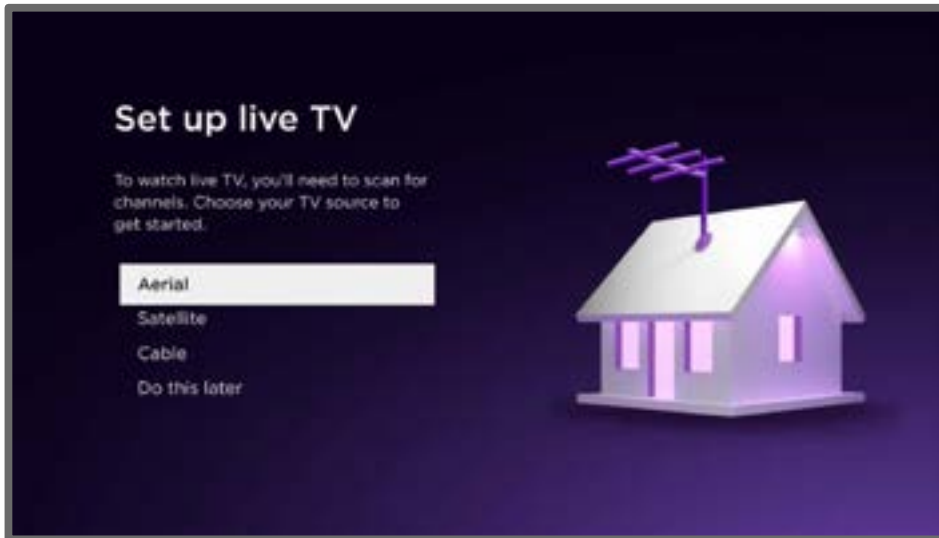 Set up live TV
To watch live TV, you'll need to scan for
channels. Choose your TV source to
get started.
Aerial
Satellite
Cable
Do this later